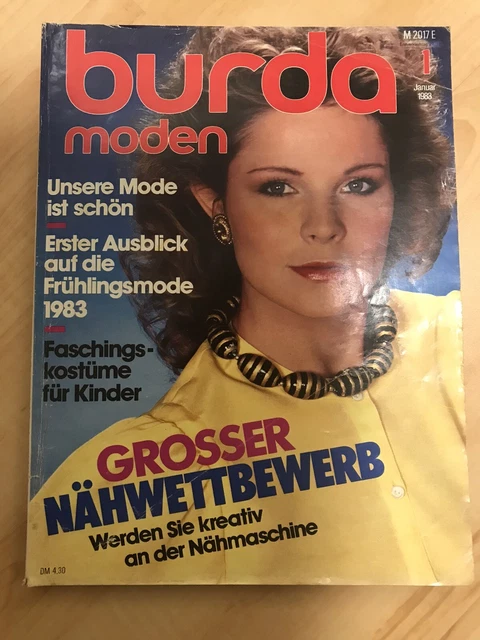 M 2017 E
burda
moden
1
Januar
1983
Unsere Mode
ist schön
Erster Ausblick
auf die
Frühlingsmode
1983
Faschings-
kostüme
für Kinder
GROSSER
NÄHWETTBEWERB
Werden Sie kreativ
an der Nähmaschine
DM 4,30